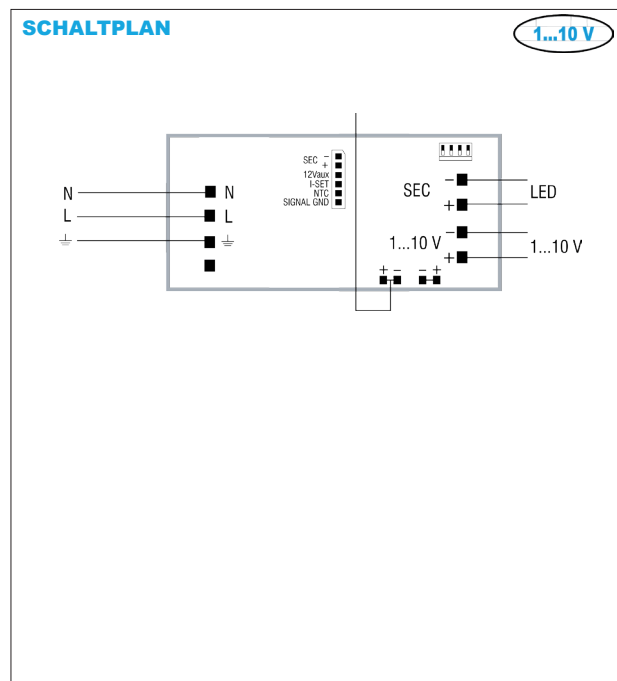 SCHALTPLAN
1...10 V
SEC -
+
12Vaux
I-SET
NTC
SIGNAL GND
N
N
L
L
SEC
-
+
LED
1...10 V
-
+
1...10 V
+ - - +